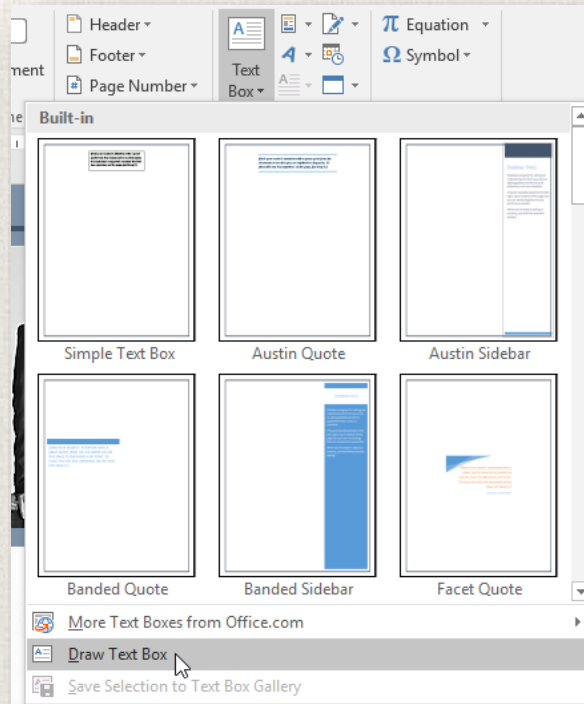 Header
Footer
Page Number
Text
Box
Equation
Symbol
ment
Built-in
Simple Text Box
Austin Quote
Austin Sidebar
Banded Quote
Banded Sidebar
Facet Quote
More Text Boxes from Office.com
Draw Text Box
Save Selection to Text Box Gallery